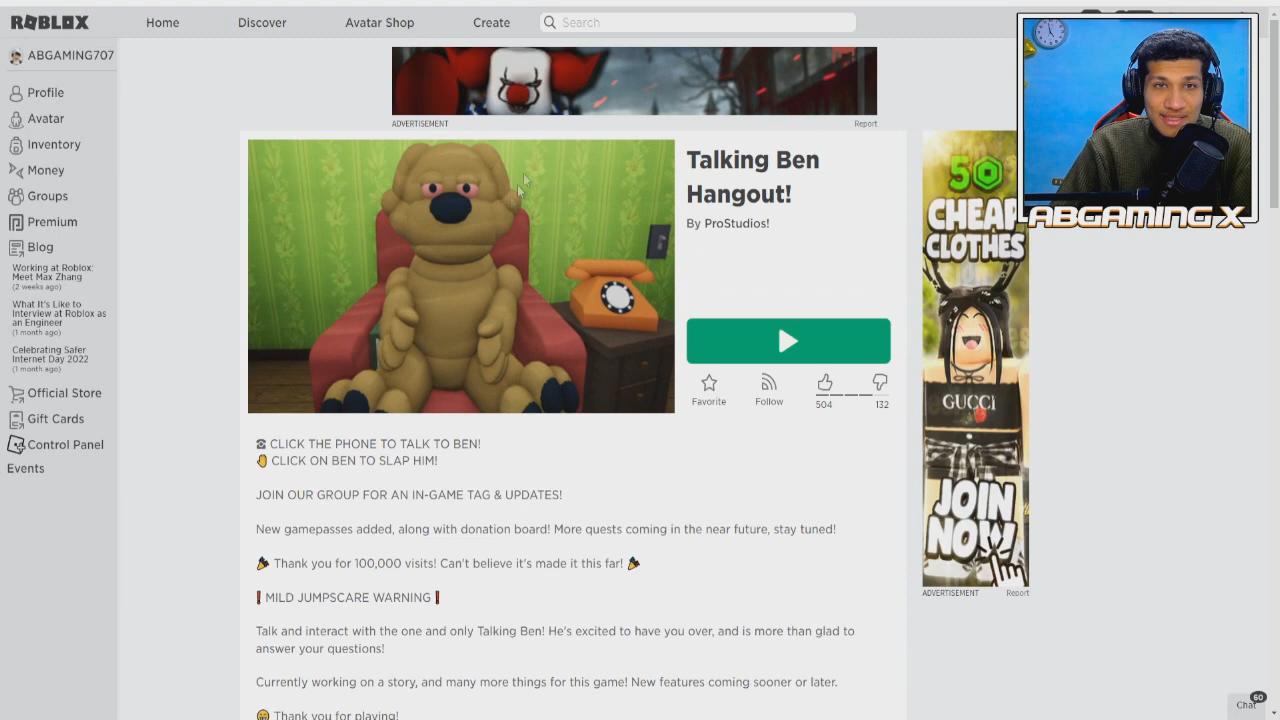 ROBLOX
Home
Discover
Avatar Shop
Create
Search
ABGAMING707
Profile
Avatar
Inventory
Money
Groups
Premium
Blog
Working at Roblox:
Meet Max Zhang
(2 weeks ago)
What It's Like to
Interview at Roblox as
an Engineer
(1 month ago)
Celebrating Safer
Internet Day 2022
(1 month ago)
Official Store
Gift Cards
Control Panel
Events
ADVERTISEMENT
Report
Talking Ben
Hangout!
By ProStudios!
Favorite
Follow
504
132
CLICK THE PHONE TO TALK TO BEN!
CLICK ON BEN TO SLAP HIM!
JOIN OUR GROUP FOR AN IN-GAME TAG & UPDATES!
New gamepasses added, along with donation board! More quests coming in the near future, stay tuned!
Thank you for 100,000 visits! Can't believe it's made it this far!
❗ MILD JUMPSCARE WARNING ❗
Talk and interact with the one and only Talking Ben! He's excited to have you over, and is more than glad to
answer your questions!
Currently working on a story, and many more things for this game! New features coming sooner or later.
Thank you for playing!
50
CHEAP
CLOTHES
GUCCI
JOIN
NOW
ADVERTISEMENT
Report
ABGAMING X
Chat
60